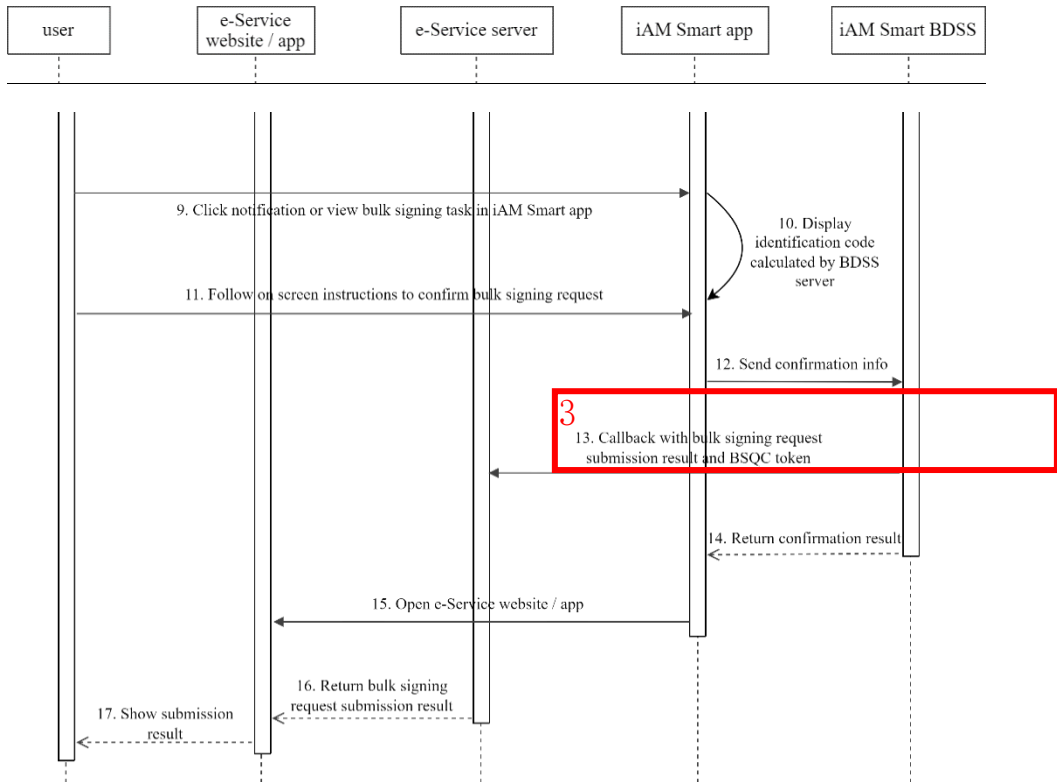 user
e-Service
website / app
e-Service server
iAM Smart app
iAM Smart BDSS
9. Click notification or view bulk signing task in iAM Smart app
10. Display
identification code
calculated by BDSS
server
11. Follow on screen instructions to confirm bulk signing request
12. Send confirmation info
3
13. Callback with bulk signing request
submission result and BSQC token
14. Return confirmation result
15. Open e-Service website / app
16. Return bulk signing
request submission result
17. Show submission
result